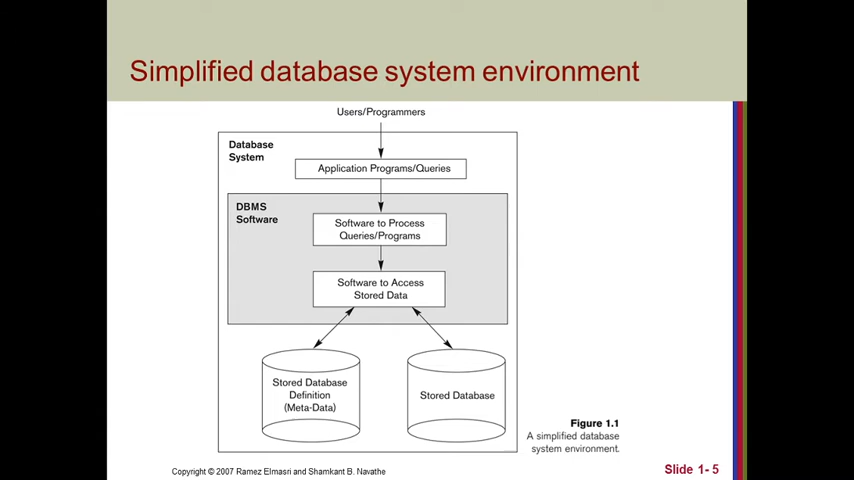 Simplified database system environment
Users/Programmers
Database
System
Application Programs/Queries
DBMS
Software
Software to Process
Queries/Programs
Software to Access
Stored Data
Stored Database
Definition
(Meta-Data)
Stored Database
Figure 1.1
A simplified database
system environment.
Copyright © 2007 Ramez Elmasri and Shamkant B. Navathe
Slide 1- 5